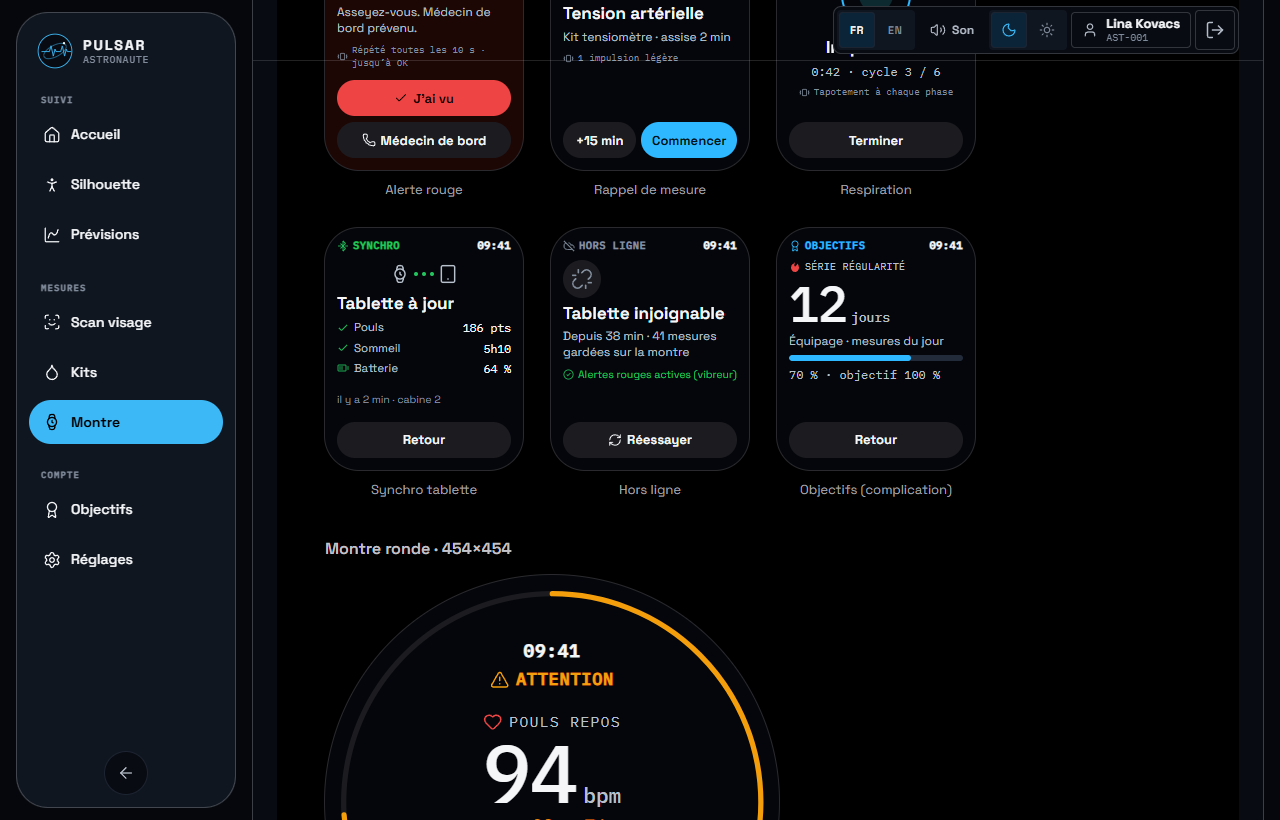 PULSAR
ASTRONAUTE
SUIVI
Accueil
Silhouette
Prévisions
MESURES
Scan visage
Kits
Montre
COMPTE
Objectifs
Réglages
FR
EN
Son
Lina Kovacs
AST-001
Asseyez-vous. Médecin de
bord prévenu.
Répété toutes les 10 s ·
jusqu’à OK
J’ai vu
Médecin de bord
Alerte rouge
Tension artérielle
Kit tensiomètre · assise 2 min
1 impulsion légère
+15 min
Commencer
Rappel de mesure
0:42 · cycle 3 / 6
Tapotement à chaque phase
Terminer
Respiration
SYNCHRO
09:41
Tablette à jour
Pouls
186 pts
Sommeil
5h10
Batterie
64 %
il y a 2 min · cabine 2
Retour
Synchro tablette
HORS LIGNE
09:41
Tablette injoignable
Depuis 38 min · 41 mesures
gardées sur la montre
Alertes rouges actives (vibreur)
Réessayer
Hors ligne
OBJECTIFS
09:41
SÉRIE RÉGULARITÉ
12 jours
Équipage · mesures du jour
70 % · objectif 100 %
Retour
Objectifs (complication)
Montre ronde · 454×454
09:41
ATTENTION
POULS REPOS
94 bpm